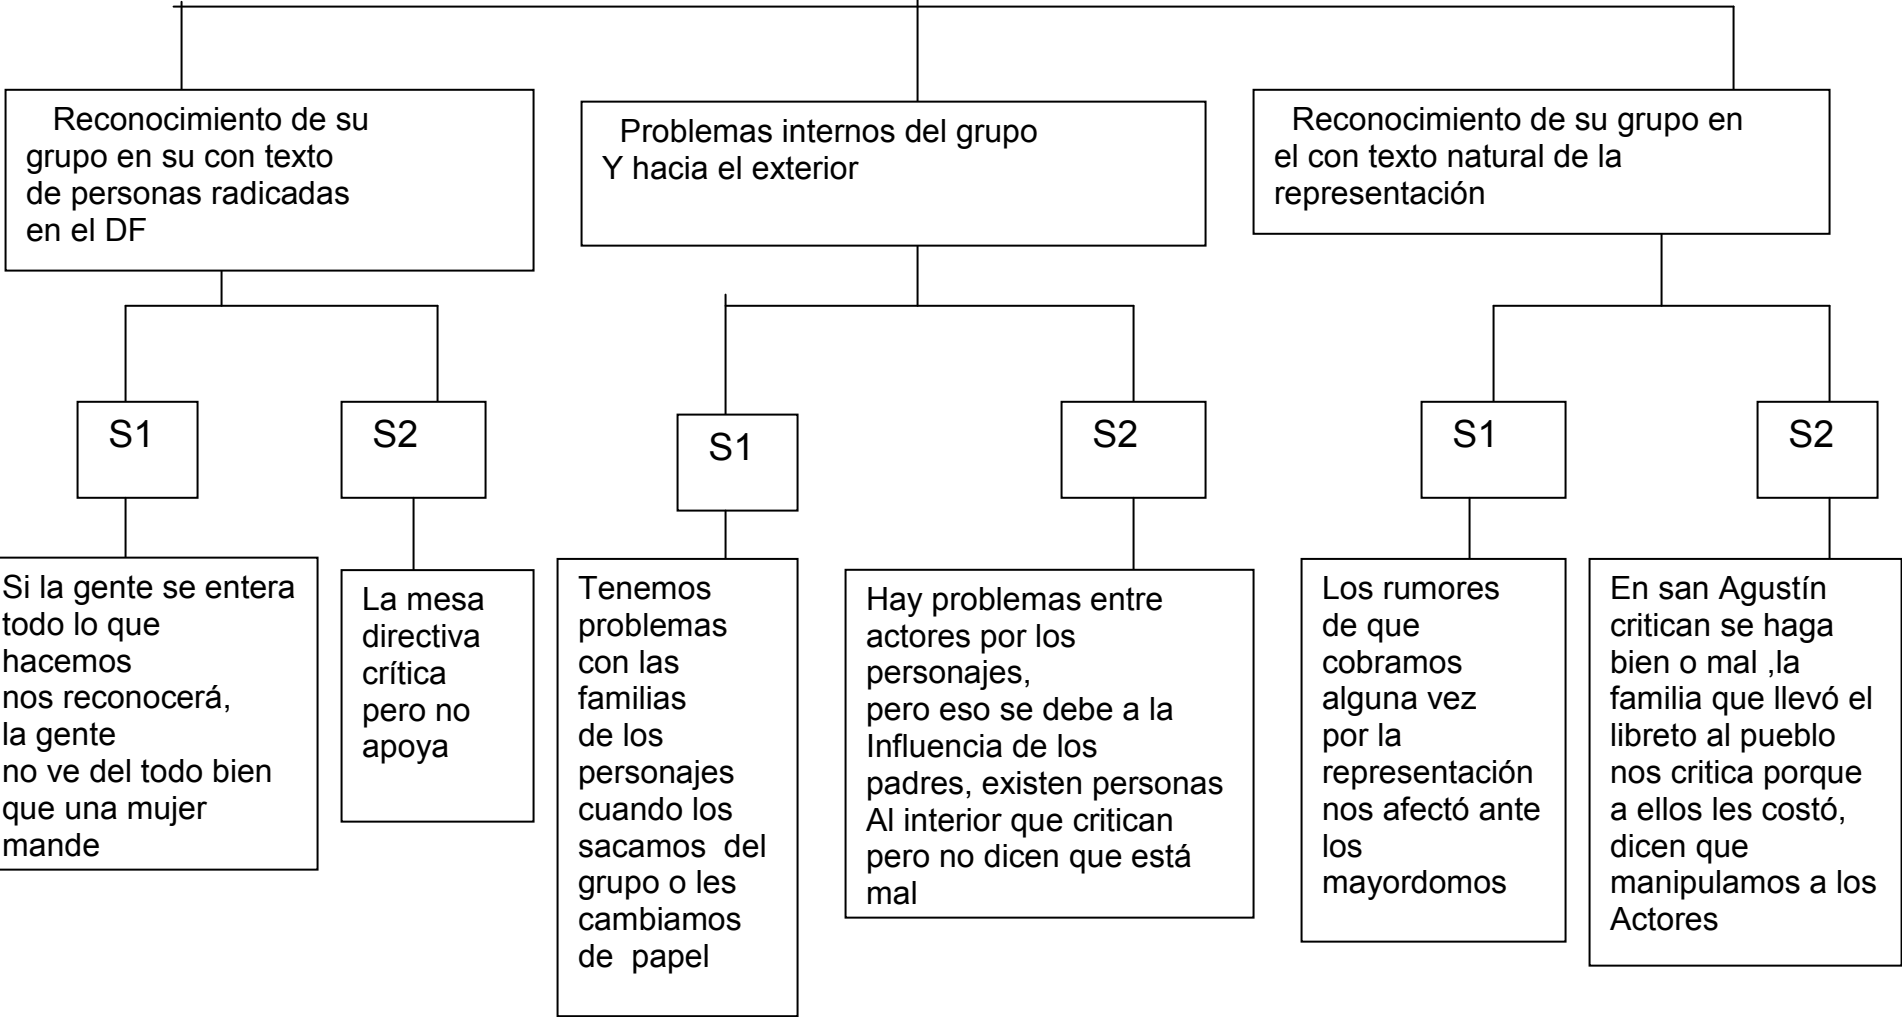 Reconocimiento de su
grupo en su con texto
de personas radicadas
en el DF
Problemas internos del grupo
Y hacia el exterior
Reconocimiento de su grupo en
el con texto natural de la
representación
S1
S2
S1
S2
S1
S2
Si la gente se entera
todo lo que
hacemos
nos reconocerá,
la gente
no ve del todo bien
que una mujer
mande
La mesa
directiva
crítica
pero no
apoya
Tenemos
problemas
con las
familias
de los
personajes
cuando los
sacamos del
grupo o les
cambiamos
de papel
Hay problemas entre
actores por los
personajes,
pero eso se debe a la
Influencia de los
padres, existen personas
Al interior que critican
pero no dicen que está
mal
Los rumores
de que
cobramos
alguna vez
por la
representación
nos afectó ante
los
mayordomos
En san Agustín
critican se haga
bien o mal ,la
familia que llevó el
libreto al pueblo
nos critica porque
a ellos les costó,
dicen que
manipulamos a los
Actores